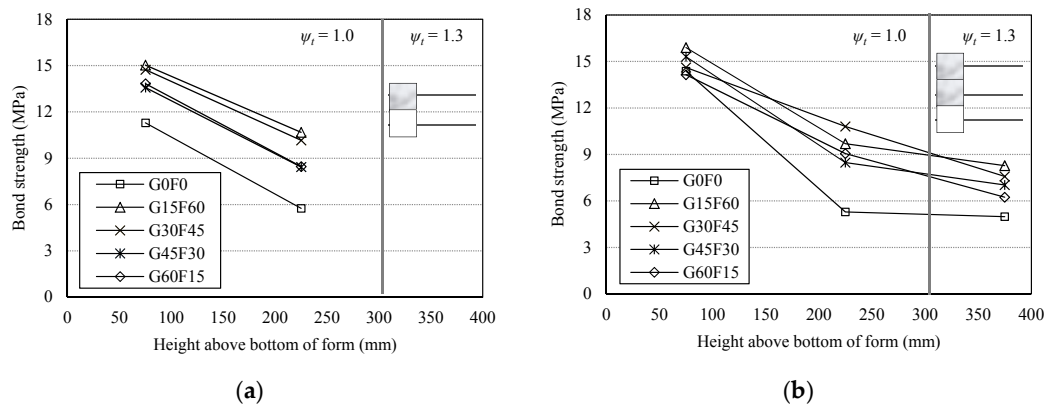 18
15
12
9
6
3
0
Bond strength (MPa)
ψt = 1.0
ψt = 1.3
G0F0
G15F60
G30F45
G45F30
G60F15
0 50 100 150 200 250 300 350 400
Height above bottom of form (mm)
(a)
18
15
12
9
6
3
0
Bond strength (MPa)
ψt = 1.0
ψt = 1.3
G0F0
G15F60
G30F45
G45F30
G60F15
0 50 100 150 200 250 300 350 400
Height above bottom of form (mm)
(b)